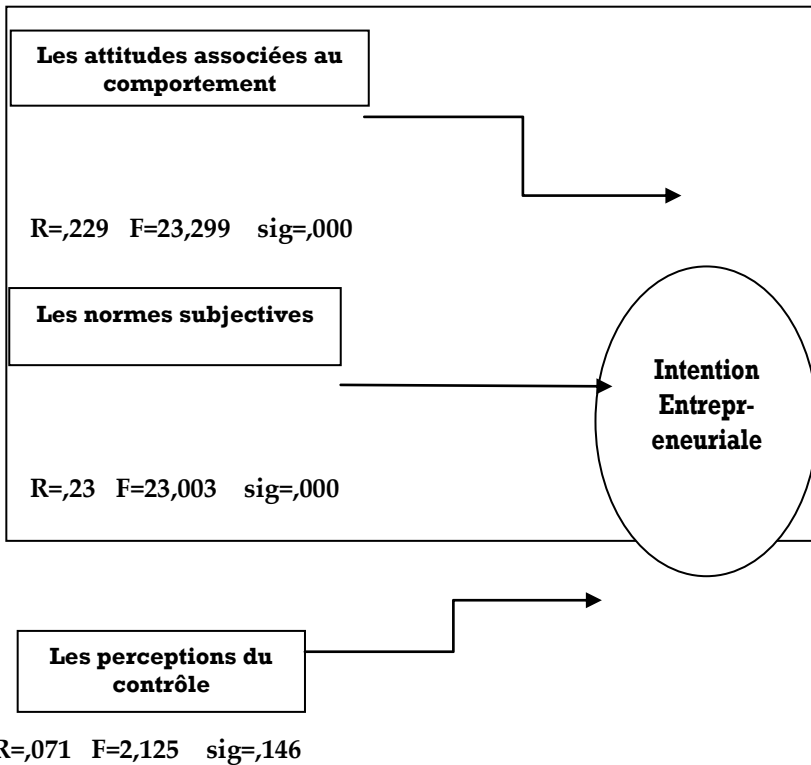 Les attitudes associées au
comportement
R=,229 F=23,299 sig=,000
Les normes subjectives
Intention
Entrepr-
eneuriale
R=,23 F=23,003 sig=,000
Les perceptions du
contrôle
R=,071 F=2,125 sig=,146